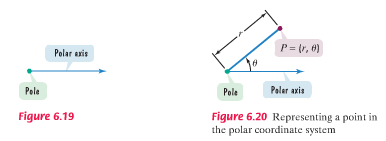 Polar axis
Pole
Figure 6.19
r
P = (r, θ)
θ
Pole
Polar axis
Figure 6.20 Representing a point in
the polar coordinate system